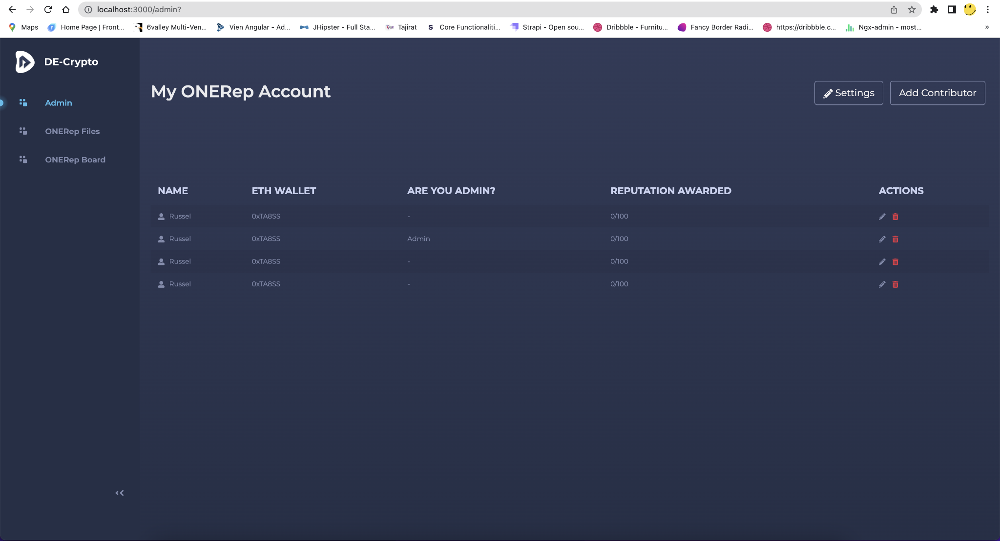 localhost:3000/admin?
Maps Home Page | Front... 6valley Multi-Ven... Vien Angular - Ad... JHipster - Full Sta... Tajirat S Core Functionaliti... Strapi - Open sou... Dribbble - Furnitu... Fancy Border Radi... https://dribbble.c... Ngx-admin - most... »
DE-Crypto
My ONERep Account
Settings Add Contributor
Admin
ONERep Files
ONERep Board
NAME ETH WALLET ARE YOU ADMIN? REPUTATION AWARDED ACTIONS
Russel 0xTA8SS - 0/100
Russel 0xTA8SS Admin 0/100
Russel 0xTA8SS - 0/100
Russel 0xTA8SS - 0/100